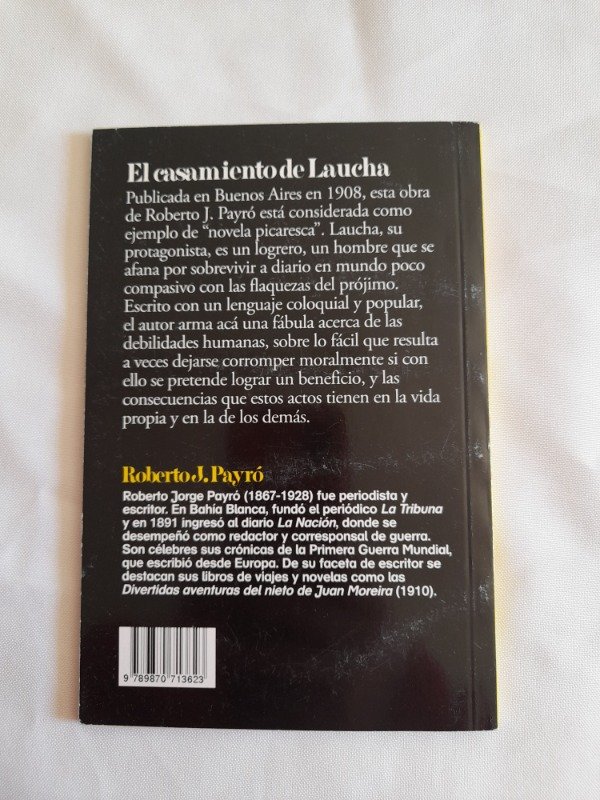 El casamiento de Laucha
Publicada en Buenos Aires en 1908, esta obra
de Roberto J. Payró está considerada como
ejemplo de “novela picaresca”. Laucha, su
protagonista, es un logrero, un hombre que se
afana por sobrevivir a diario en mundo poco
compasivo con las flaquezas del prójimo.
Escrito con un lenguaje coloquial y popular,
el autor arma acá una fábula acerca de las
debilidades humanas, sobre lo fácil que resulta
a veces dejarse corromper moralmente si con
ello se pretende lograr un beneficio, y las
consecuencias que estos actos tienen en la vida
propia y en la de los demás.
Roberto J. Payró
Roberto Jorge Payró (1867-1928) fue periodista y
escritor. En Bahía Blanca, fundó el periódico La Tribuna
y en 1891 ingresó al diario La Nación, donde se
desempeñó como redactor y corresponsal de guerra.
Son célebres sus crónicas de la Primera Guerra Mundial,
que escribió desde Europa. De su faceta de escritor se
destacan sus libros de viajes y novelas como las
Divertidas aventuras del nieto de Juan Moreira (1910).
9 789870 713623